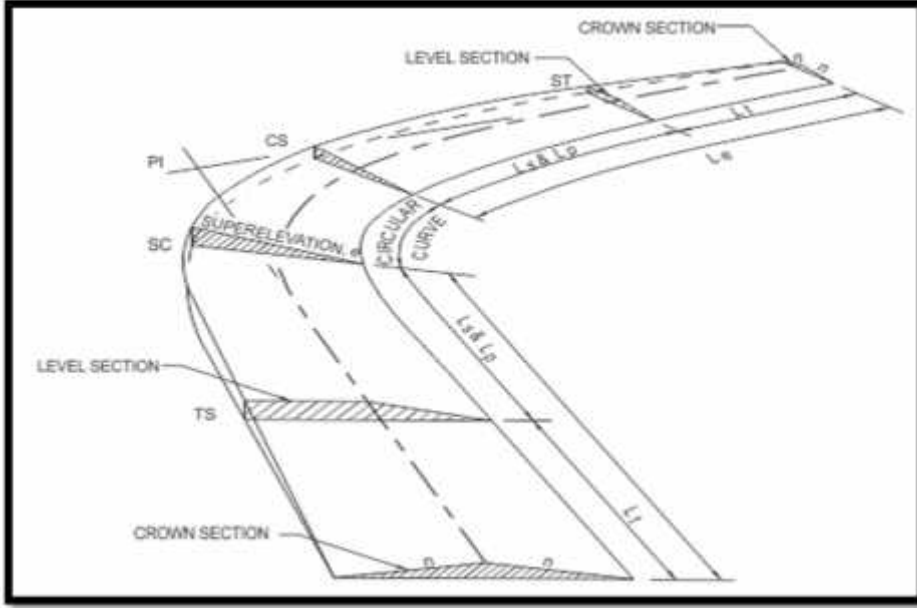 CROWN SECTION
LEVEL SECTION
n
n
ST
CS
Lt
Ls & Lp
Le
PI
SUPERELEVATION, e
CIRCULAR
CURVE
SC
Ls & Lp
LEVEL SECTION
TS
Lt
CROWN SECTION
n
n